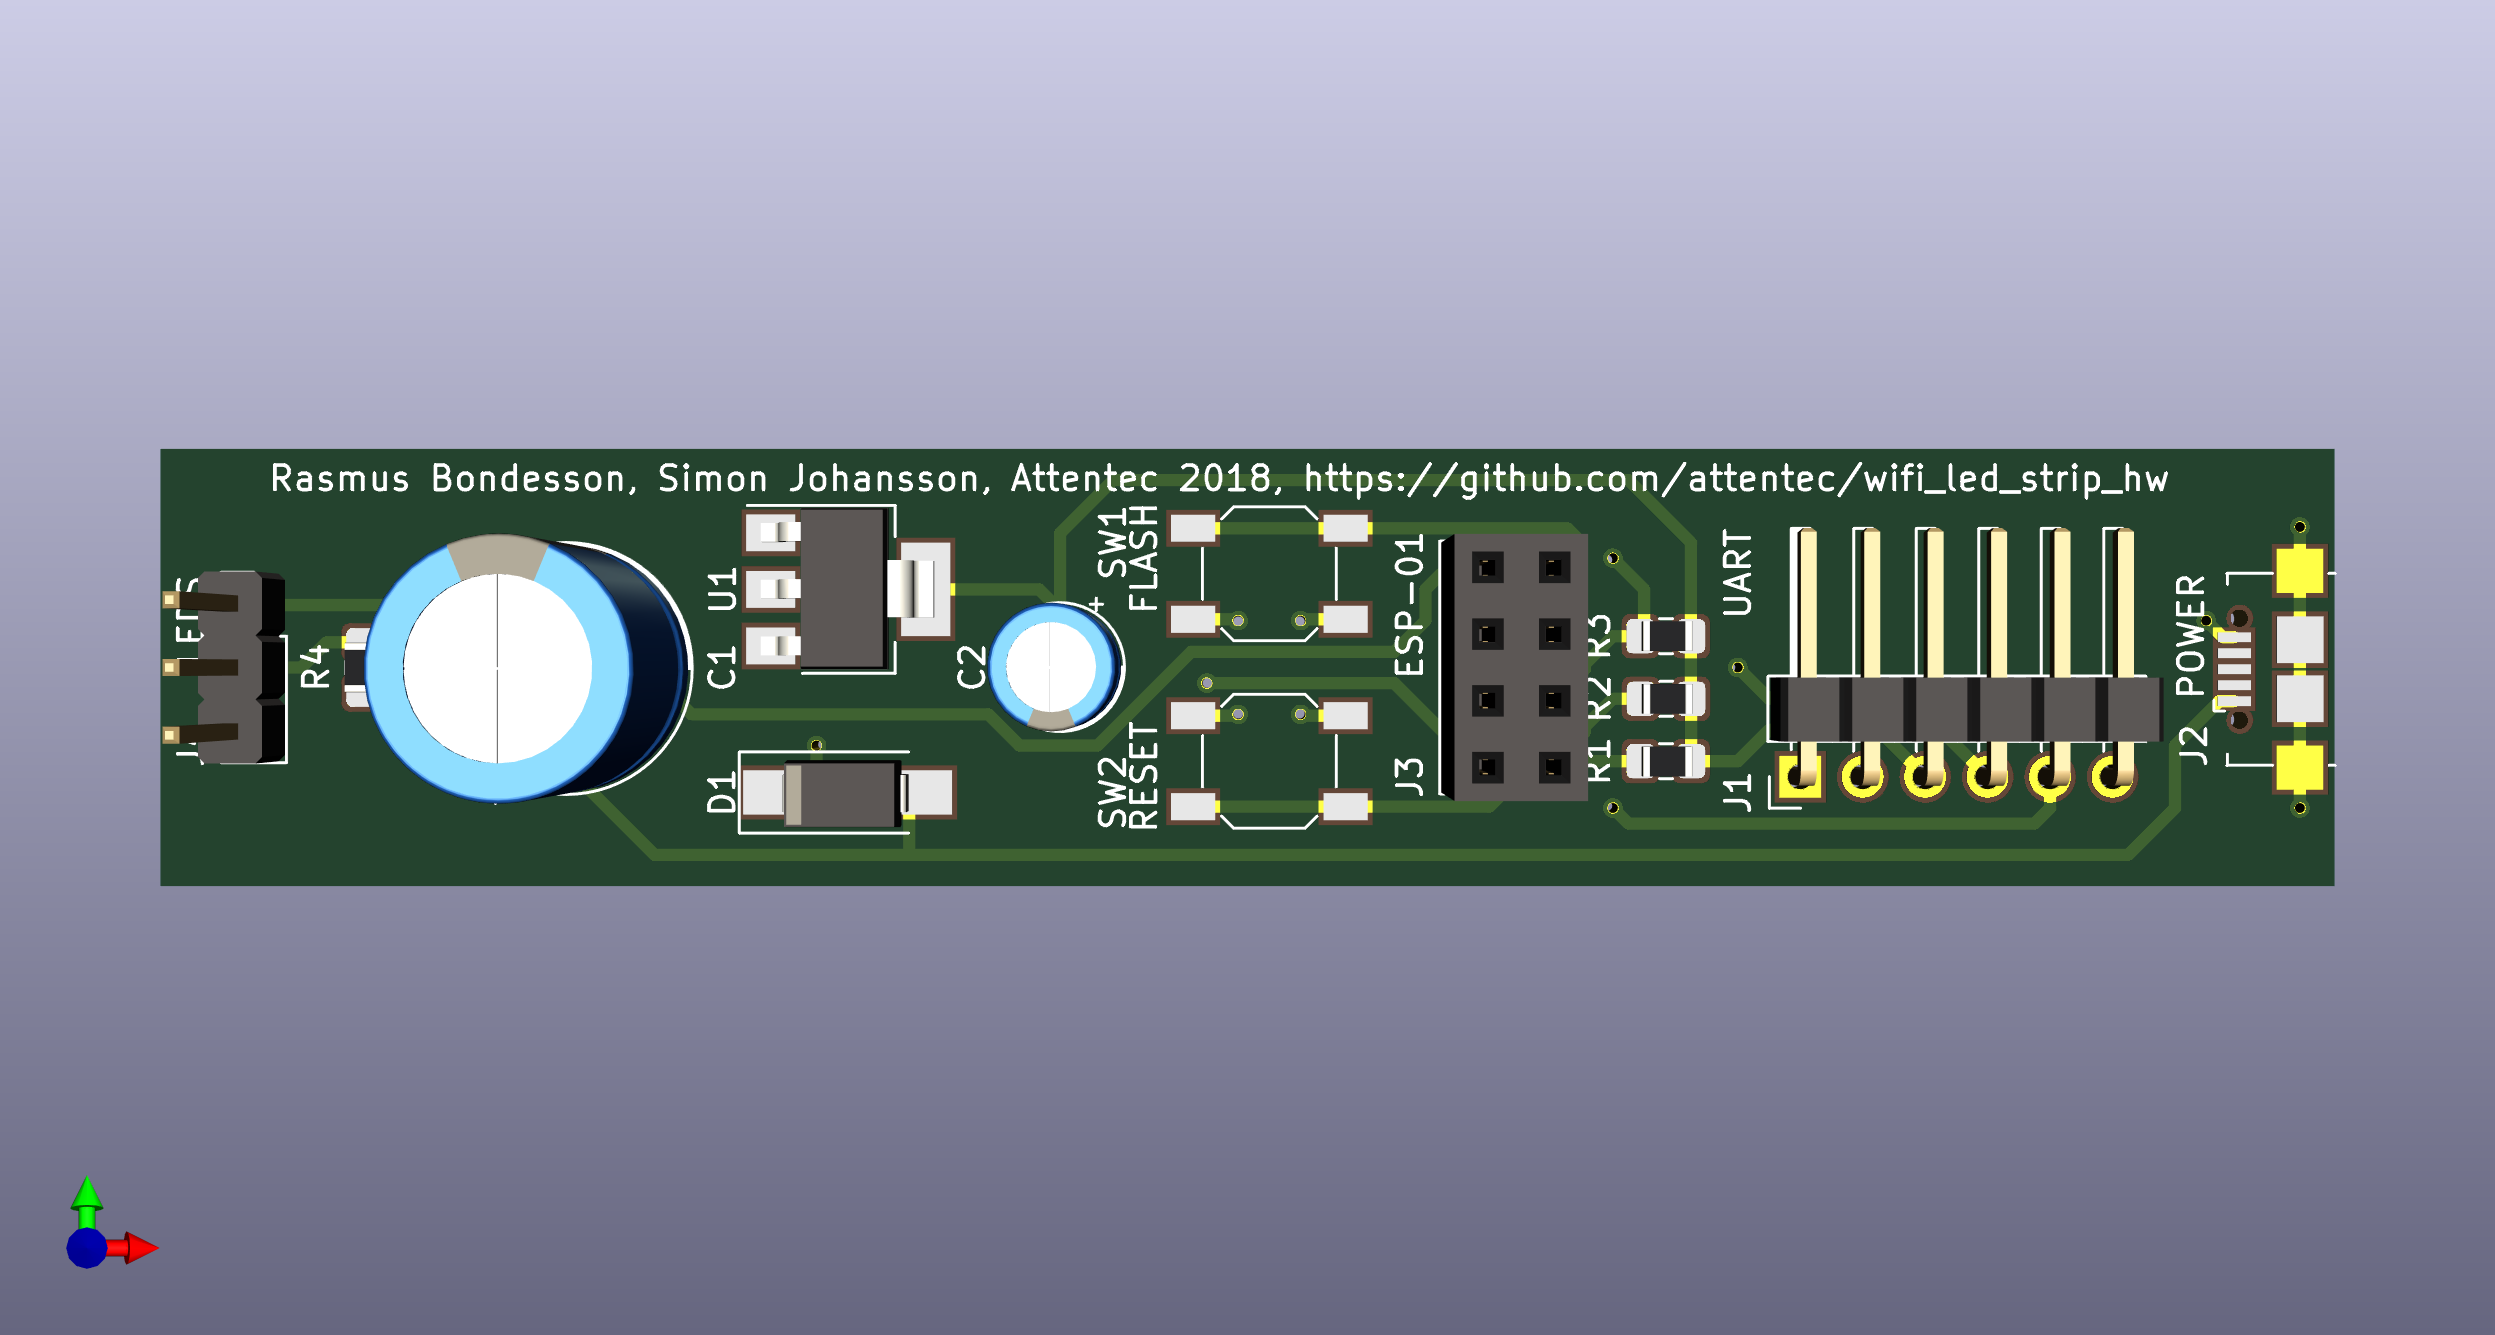 Rasmus Bondesson, Simon Johansson, Attentec 2018, https://github.com/attentec/wifi_led_strip_hw
R4
U1
C1
D1
C2
+
SW1
FLASH
SW2
RESET
ESP-01
J3
R3
R2
R1
UART
J1
POWER
J2